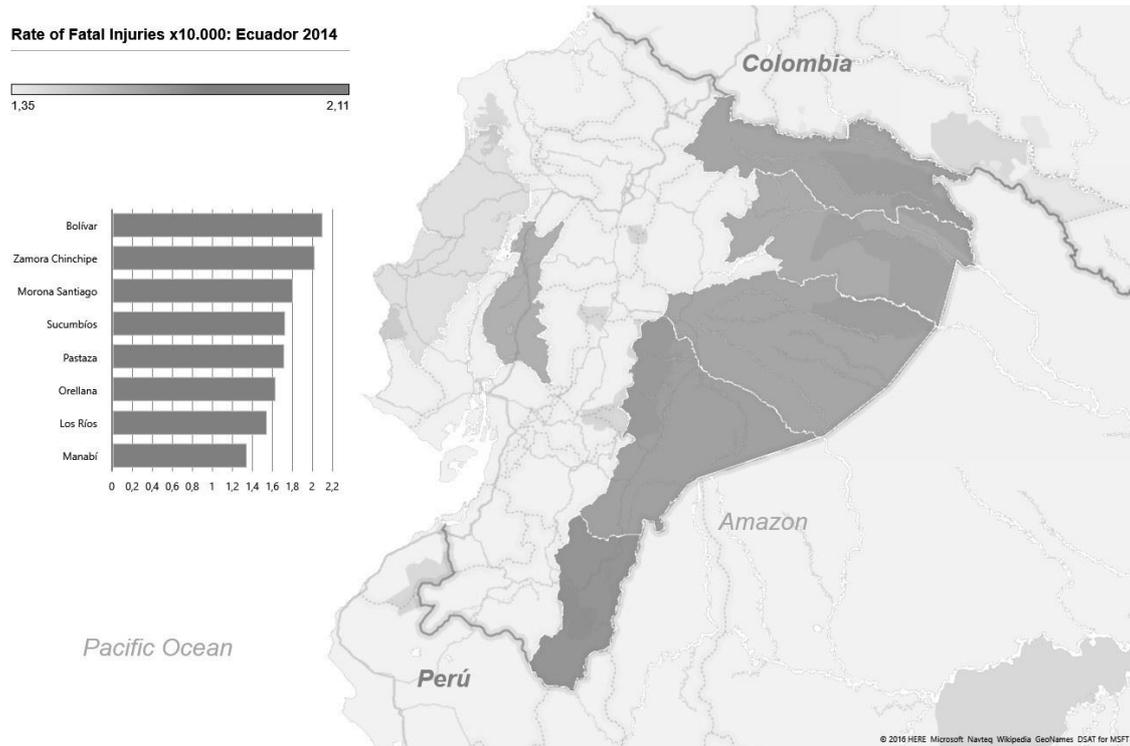 Rate of Fatal Injuries x10.000: Ecuador 2014
1,35 2,11
Bolívar
Zamora Chinchipe
Morona Santiago
Sucumbíos
Pastaza
Orellana
Los Ríos
Manabí
0 0,2 0,4 0,6 0,8 1 1,2 1,4 1,6 1,8 2 2,2
Colombia
Amazon
Pacific Ocean
Perú
© 2016 HERE Microsoft Navteq Wikipedia GeoNames DSAT for MSFT